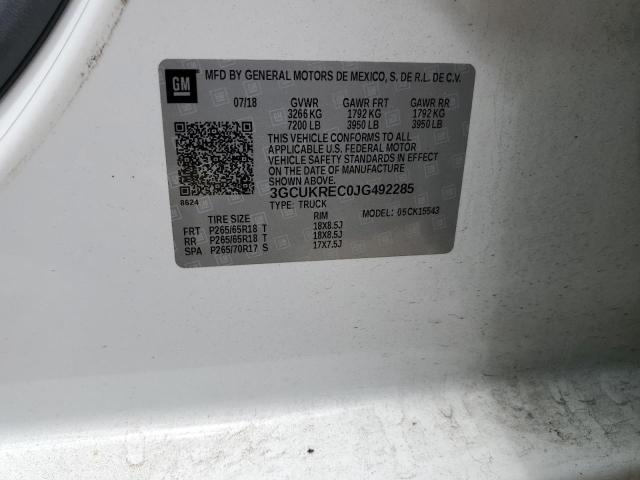 GM
MFD BY GENERAL MOTORS DE MEXICO, S. DE R.L. DE C.V.
07/18 GVWR GAWR FRT GAWR RR
3266 KG 1792 KG 1792 KG
7200 LB 3950 LB 3950 LB
THIS VEHICLE CONFORMS TO ALL
APPLICABLE U.S. FEDERAL MOTOR
VEHICLE SAFETY STANDARDS IN EFFECT
ON THE DATE OF MANUFACTURE
SHOWN ABOVE.
3GCUKREC0JG492285
8624 TYPE: TRUCK
TIRE SIZE RIM MODEL: 05CK15543
FRT P265/65R18 T 18X8.5J
RR P265/65R18 T 18X8.5J
SPA P265/70R17 S 17X7.5J